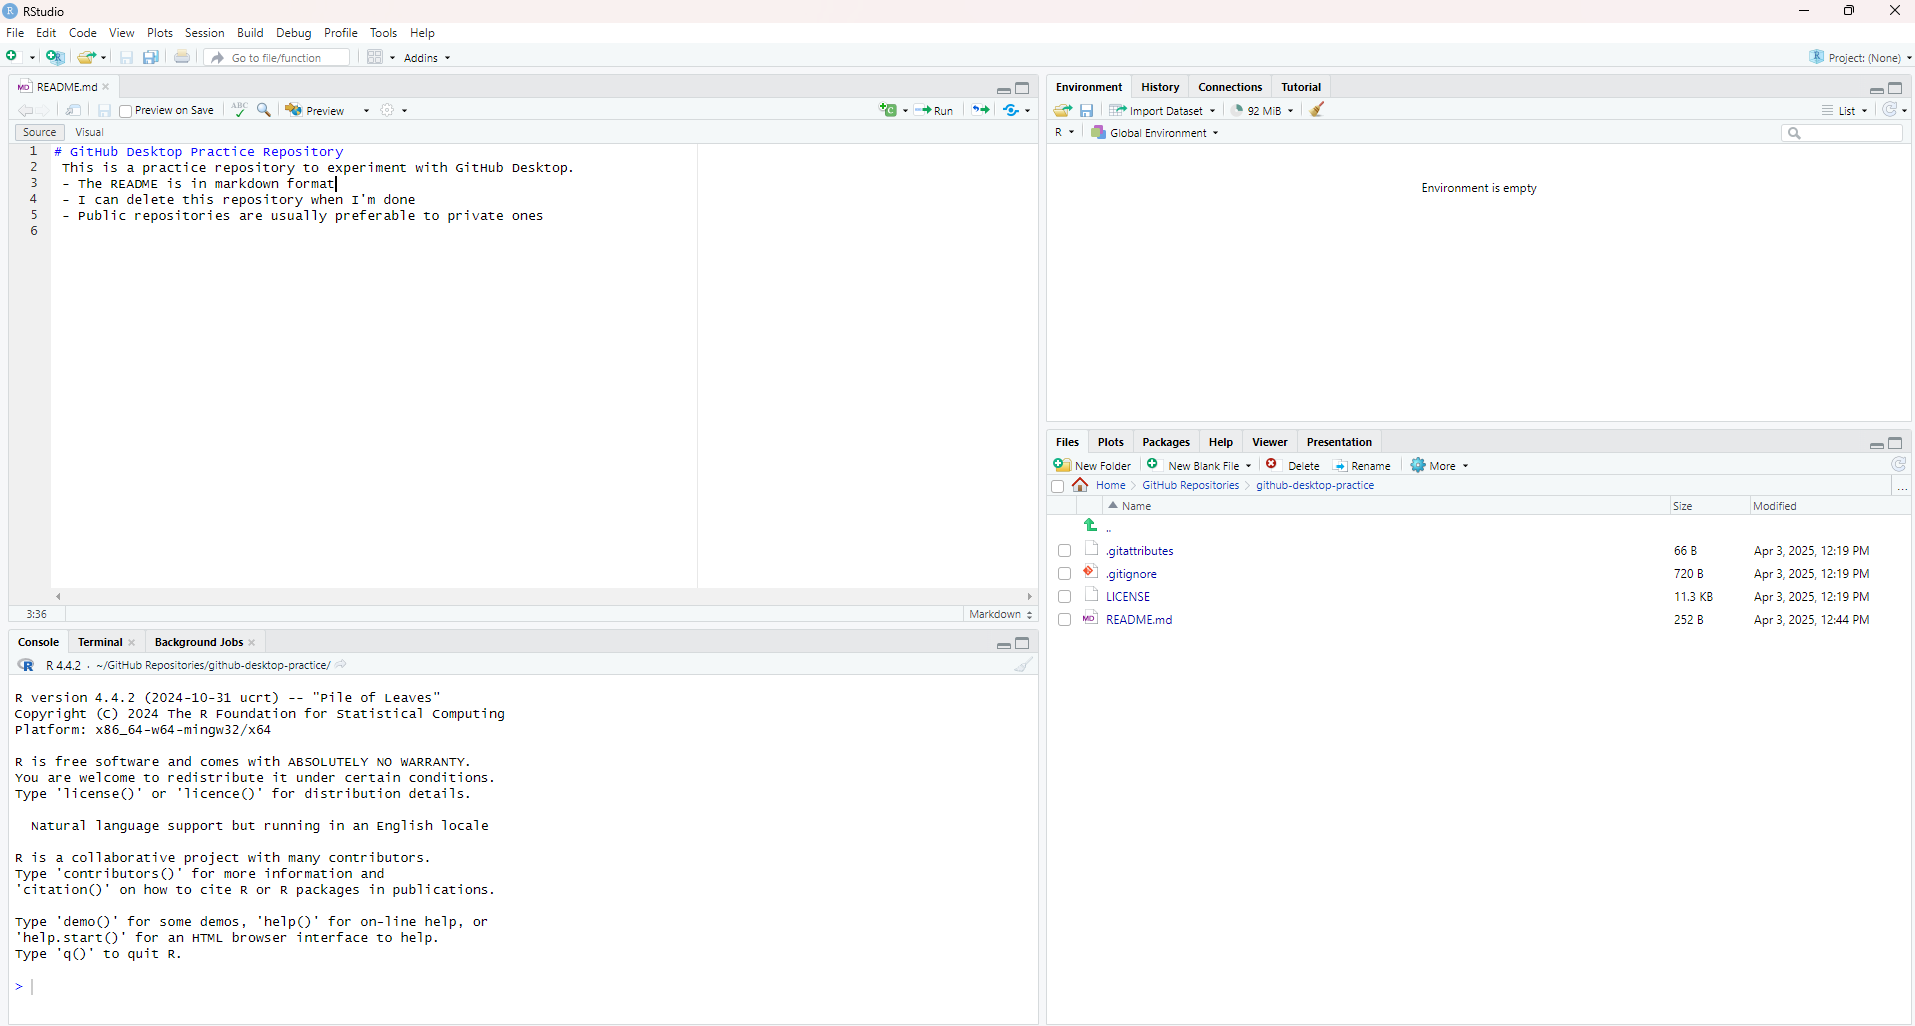 RStudio
File Edit Code View Plots Session Build Debug Profile Tools Help
Go to file/function Addins Project: (None)
README.md
Preview on Save ABC Preview Run
Source Visual
1 # GitHub Desktop Practice Repository
2 This is a practice repository to experiment with GitHub Desktop.
3 - The README is in markdown format
4 - I can delete this repository when I'm done
5 - Public repositories are usually preferable to private ones
6
3:36 Markdown
Console Terminal Background Jobs
R 4.4.2 · ~/GitHub Repositories/github-desktop-practice/
R version 4.4.2 (2024-10-31 ucrt) -- "Pile of Leaves"
Copyright (C) 2024 The R Foundation for Statistical Computing
Platform: x86_64-w64-mingw32/x64
R is free software and comes with ABSOLUTELY NO WARRANTY.
You are welcome to redistribute it under certain conditions.
Type 'license()' or 'licence()' for distribution details.
Natural language support but running in an English locale
R is a collaborative project with many contributors.
Type 'contributors()' for more information and
'citation()' on how to cite R or R packages in publications.
Type 'demo()' for some demos, 'help()' for on-line help, or
'help.start()' for an HTML browser interface to help.
Type 'q()' to quit R.
>
Environment History Connections Tutorial
Import Dataset 92 MiB List
R Global Environment
Environment is empty
Files Plots Packages Help Viewer Presentation
New Folder New Blank File Delete Rename More
Home GitHub Repositories github-desktop-practice ...
Name Size Modified
..
.gitattributes 66 B Apr 3, 2025, 12:19 PM
.gitignore 720 B Apr 3, 2025, 12:19 PM
LICENSE 11.3 KB Apr 3, 2025, 12:19 PM
README.md 252 B Apr 3, 2025, 12:44 PM